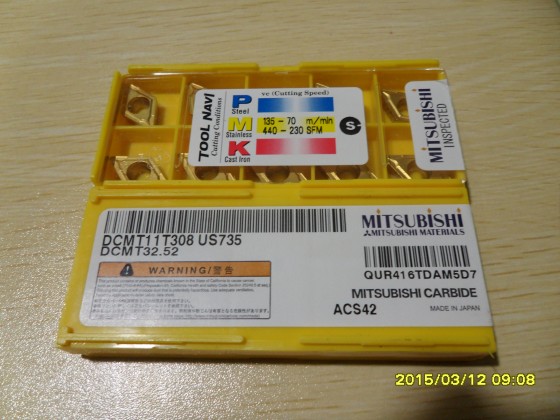 TOOL NAVI
Cutting Conditions
vc (Cutting Speed)
P
Steel
M
Stainless
K
Cast Iron
135 - 70 m/min
440 - 230 SFM
S
MITSUBISHI
INSPECTED
DCMT11T308 US735
DCMT32.52
WARNING/警告
MITSUBISHI
MITSUBISHI MATERIALS
QUR416TDAM5D7
MITSUBISHI CARBIDE
ACS42
MADE IN JAPAN
2015/03/12 09:08